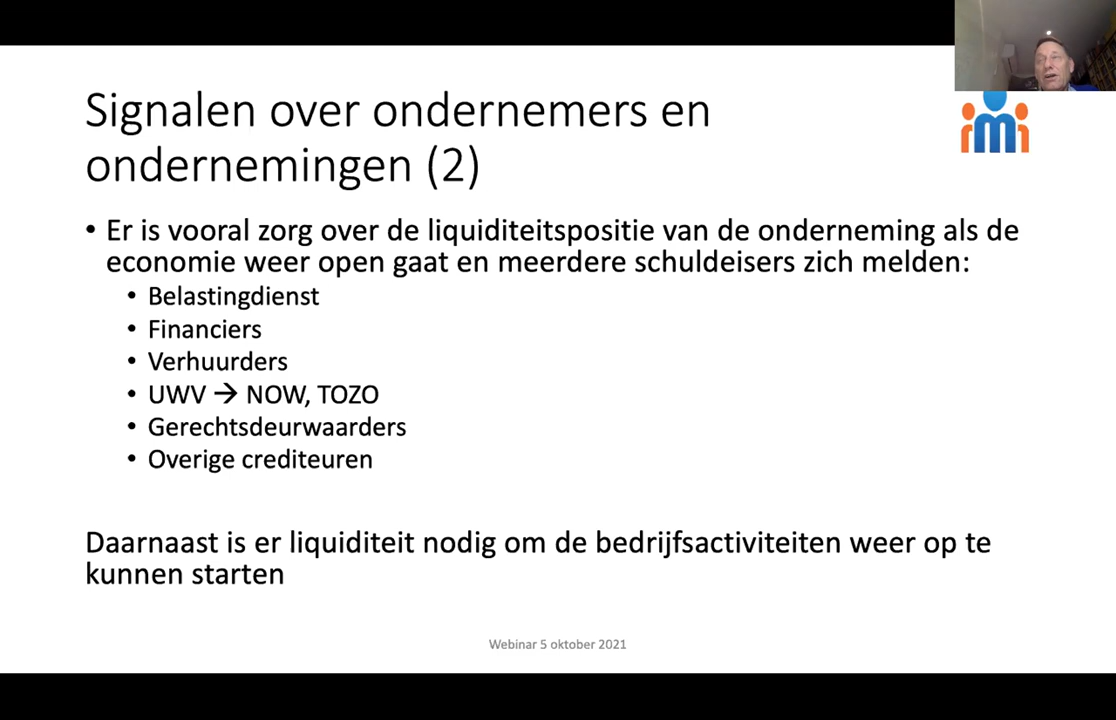 Signalen over ondernemers en
ondernemingen (2)
• Er is vooral zorg over de liquiditeitspositie van de onderneming als de
economie weer open gaat en meerdere schuldeisers zich melden:
• Belastingdienst
• Financiers
• Verhuurders
• UWV → NOW, TOZO
• Gerechtsdeurwaarders
• Overige crediteuren
Daarnaast is er liquiditeit nodig om de bedrijfsactiviteiten weer op te
kunnen starten
Webinar 5 oktober 2021